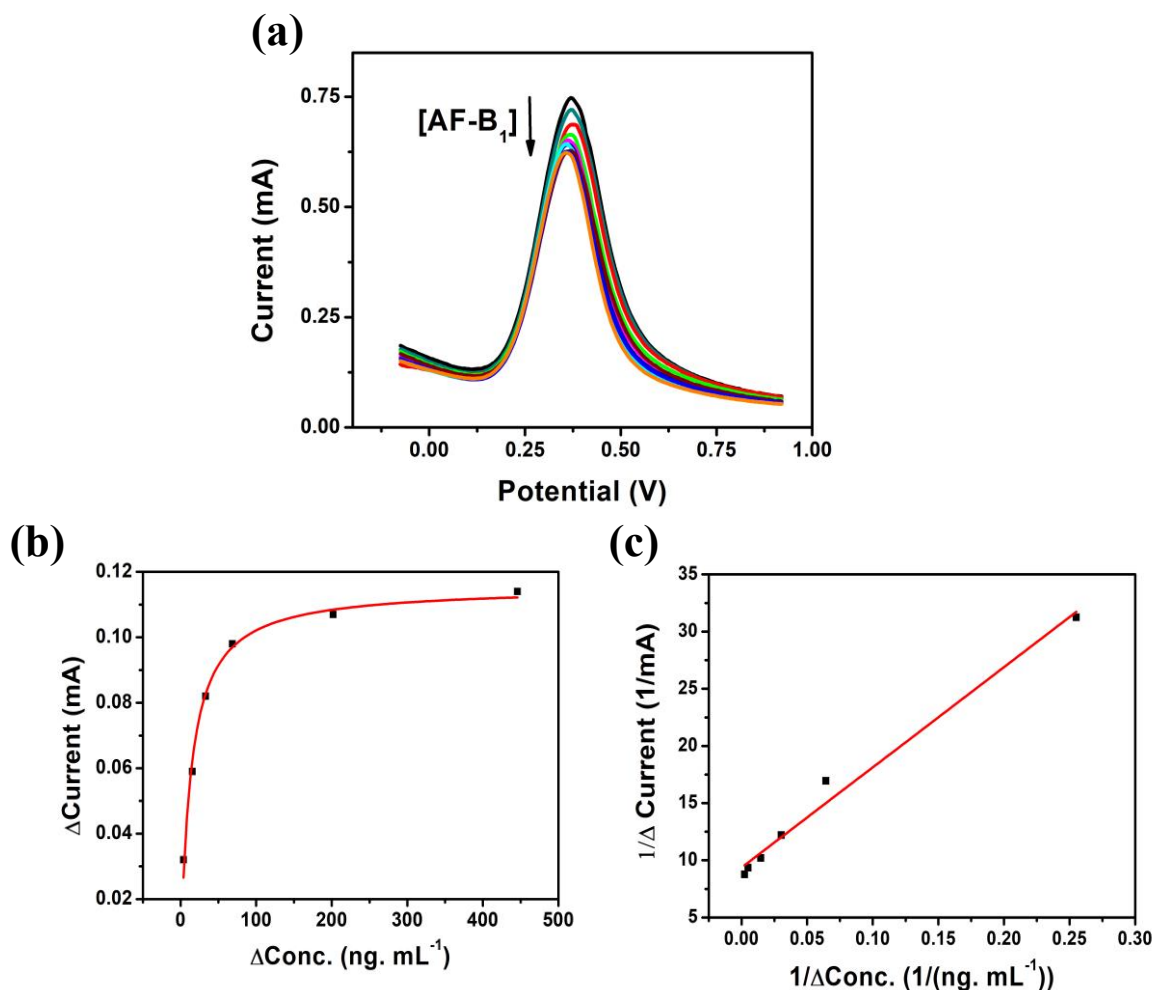 (a)
[AF-B₁]
Current (mA)
0.75
0.50
0.25
0.00
0.00 0.25 0.50 0.75 1.00
Potential (V)
(b)
ΔCurrent (mA)
0.12
0.10
0.08
0.06
0.04
0.02
0 100 200 300 400 500
ΔConc. (ng. mL⁻¹)
(c)
1/Δ Current (1/mA)
35
30
25
20
15
10
5
0.00 0.05 0.10 0.15 0.20 0.25 0.30
1/ΔConc. (1/(ng. mL⁻¹))